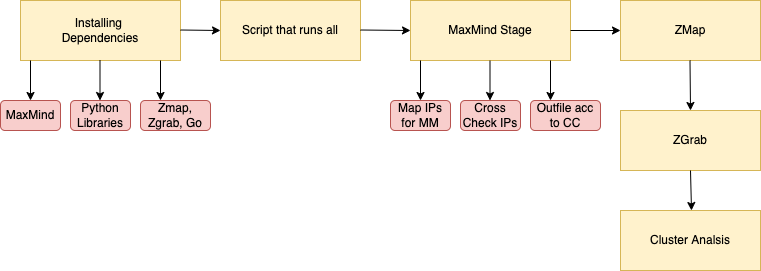 Installing
Dependencies
Script that runs all
MaxMind Stage
ZMap
MaxMind
Python
Libraries
Zmap,
Zgrab, Go
Map IPs
for MM
Cross
Check IPs
Outfile acc
to CC
ZGrab
Cluster Analsis